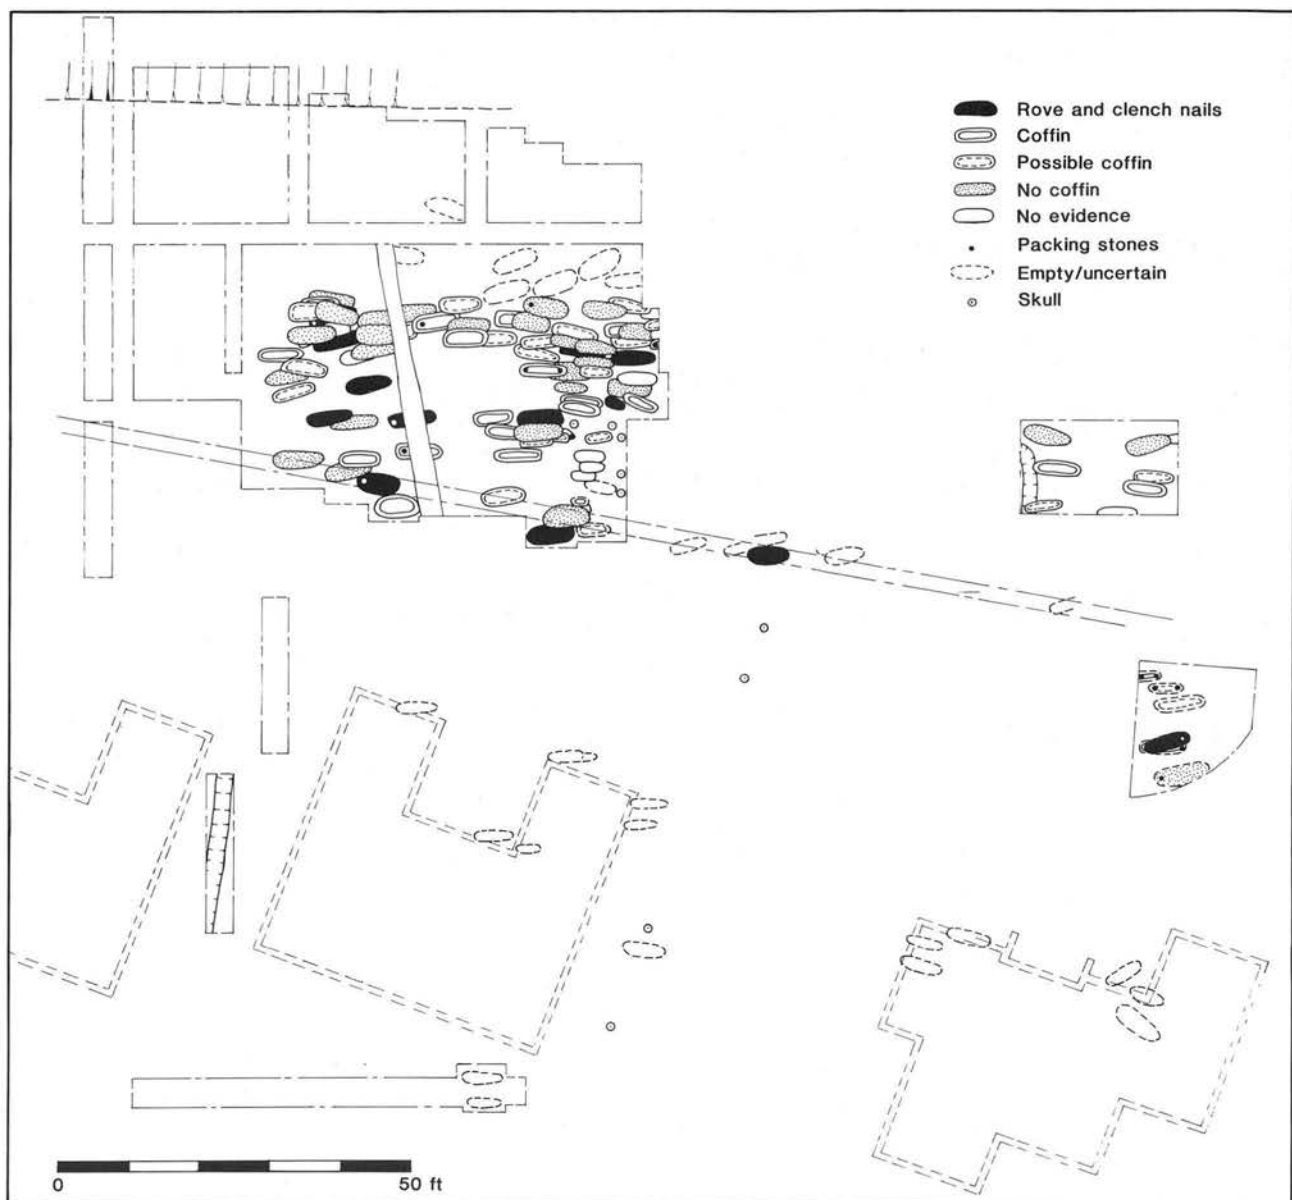 Rove and clench nails
Coffin
Possible coffin
No coffin
No evidence
Packing stones
Empty/uncertain
Skull
0 50 ft